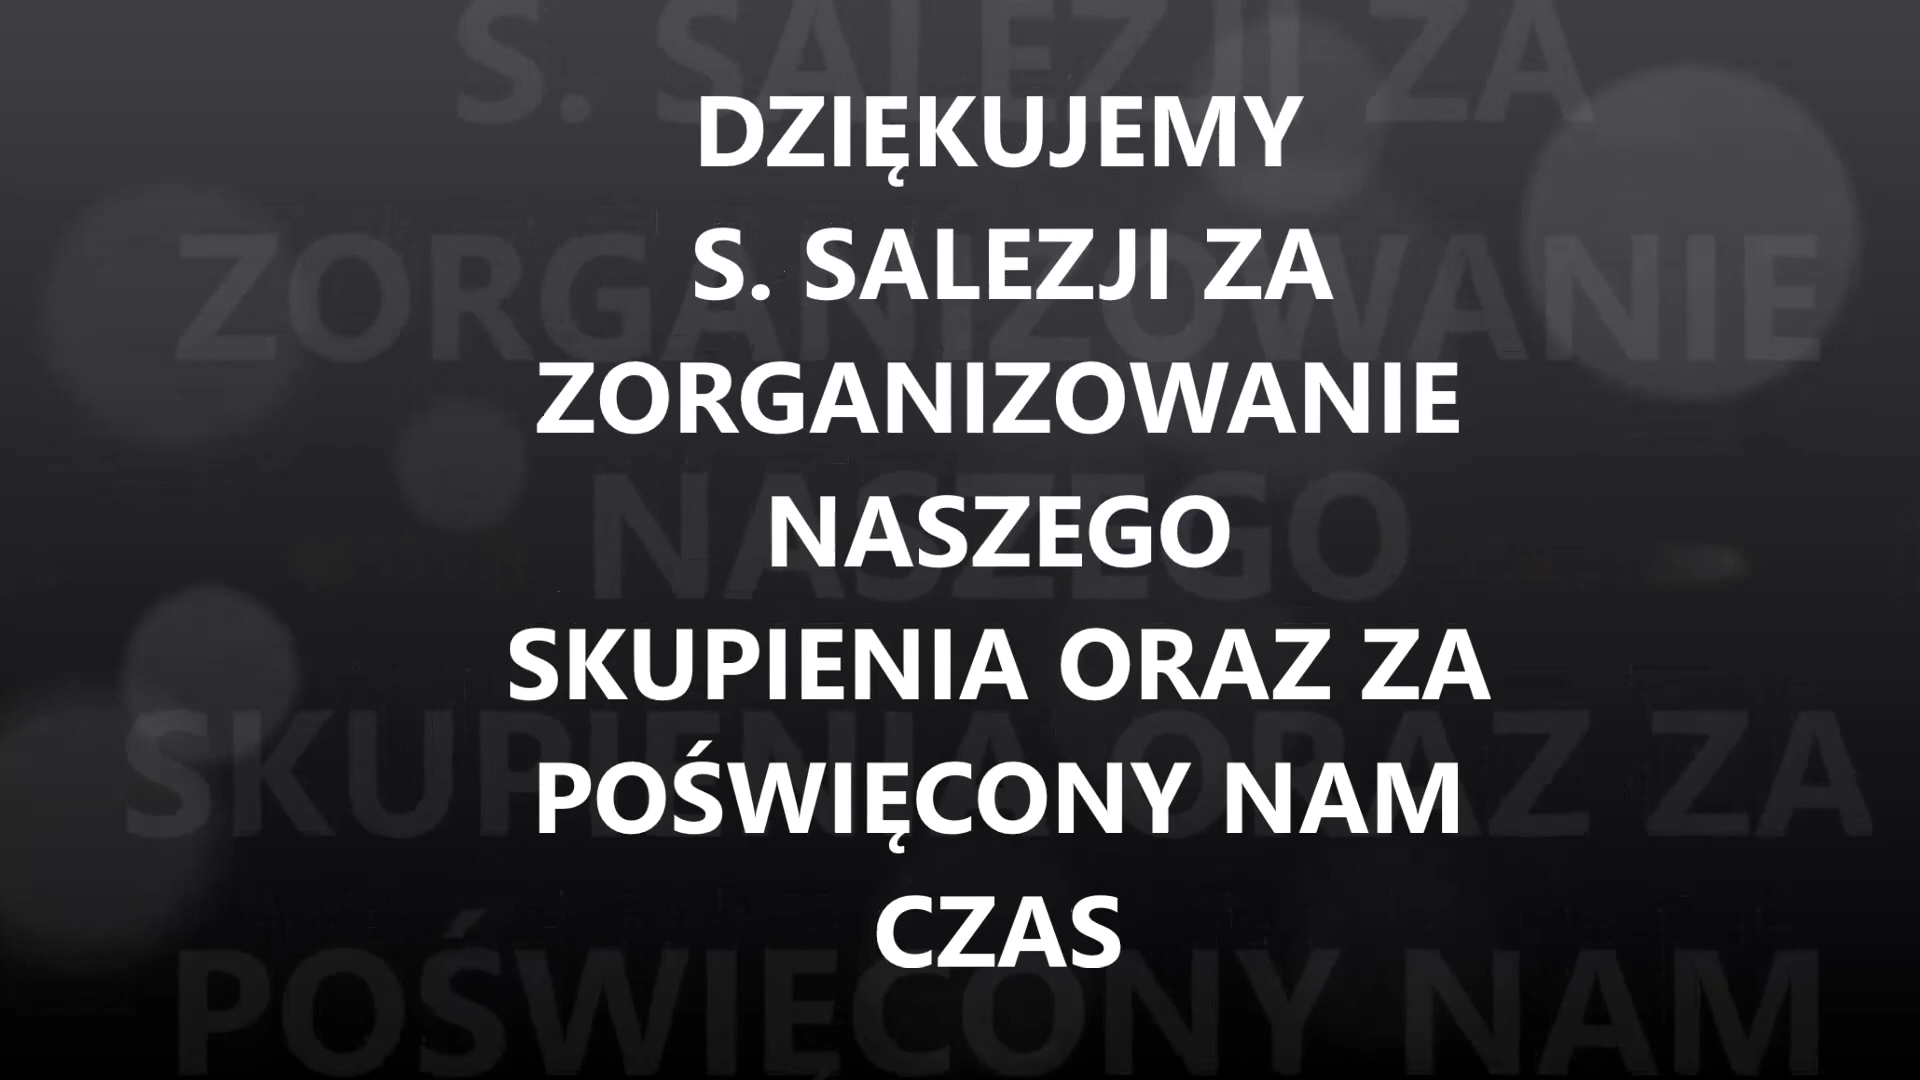 DZIĘKUJEMY
S. SALEZJI ZA
ZORGANIZOWANIE
NASZEGO
SKUPIENIA ORAZ ZA
POŚWIĘCONY NAM
CZAS